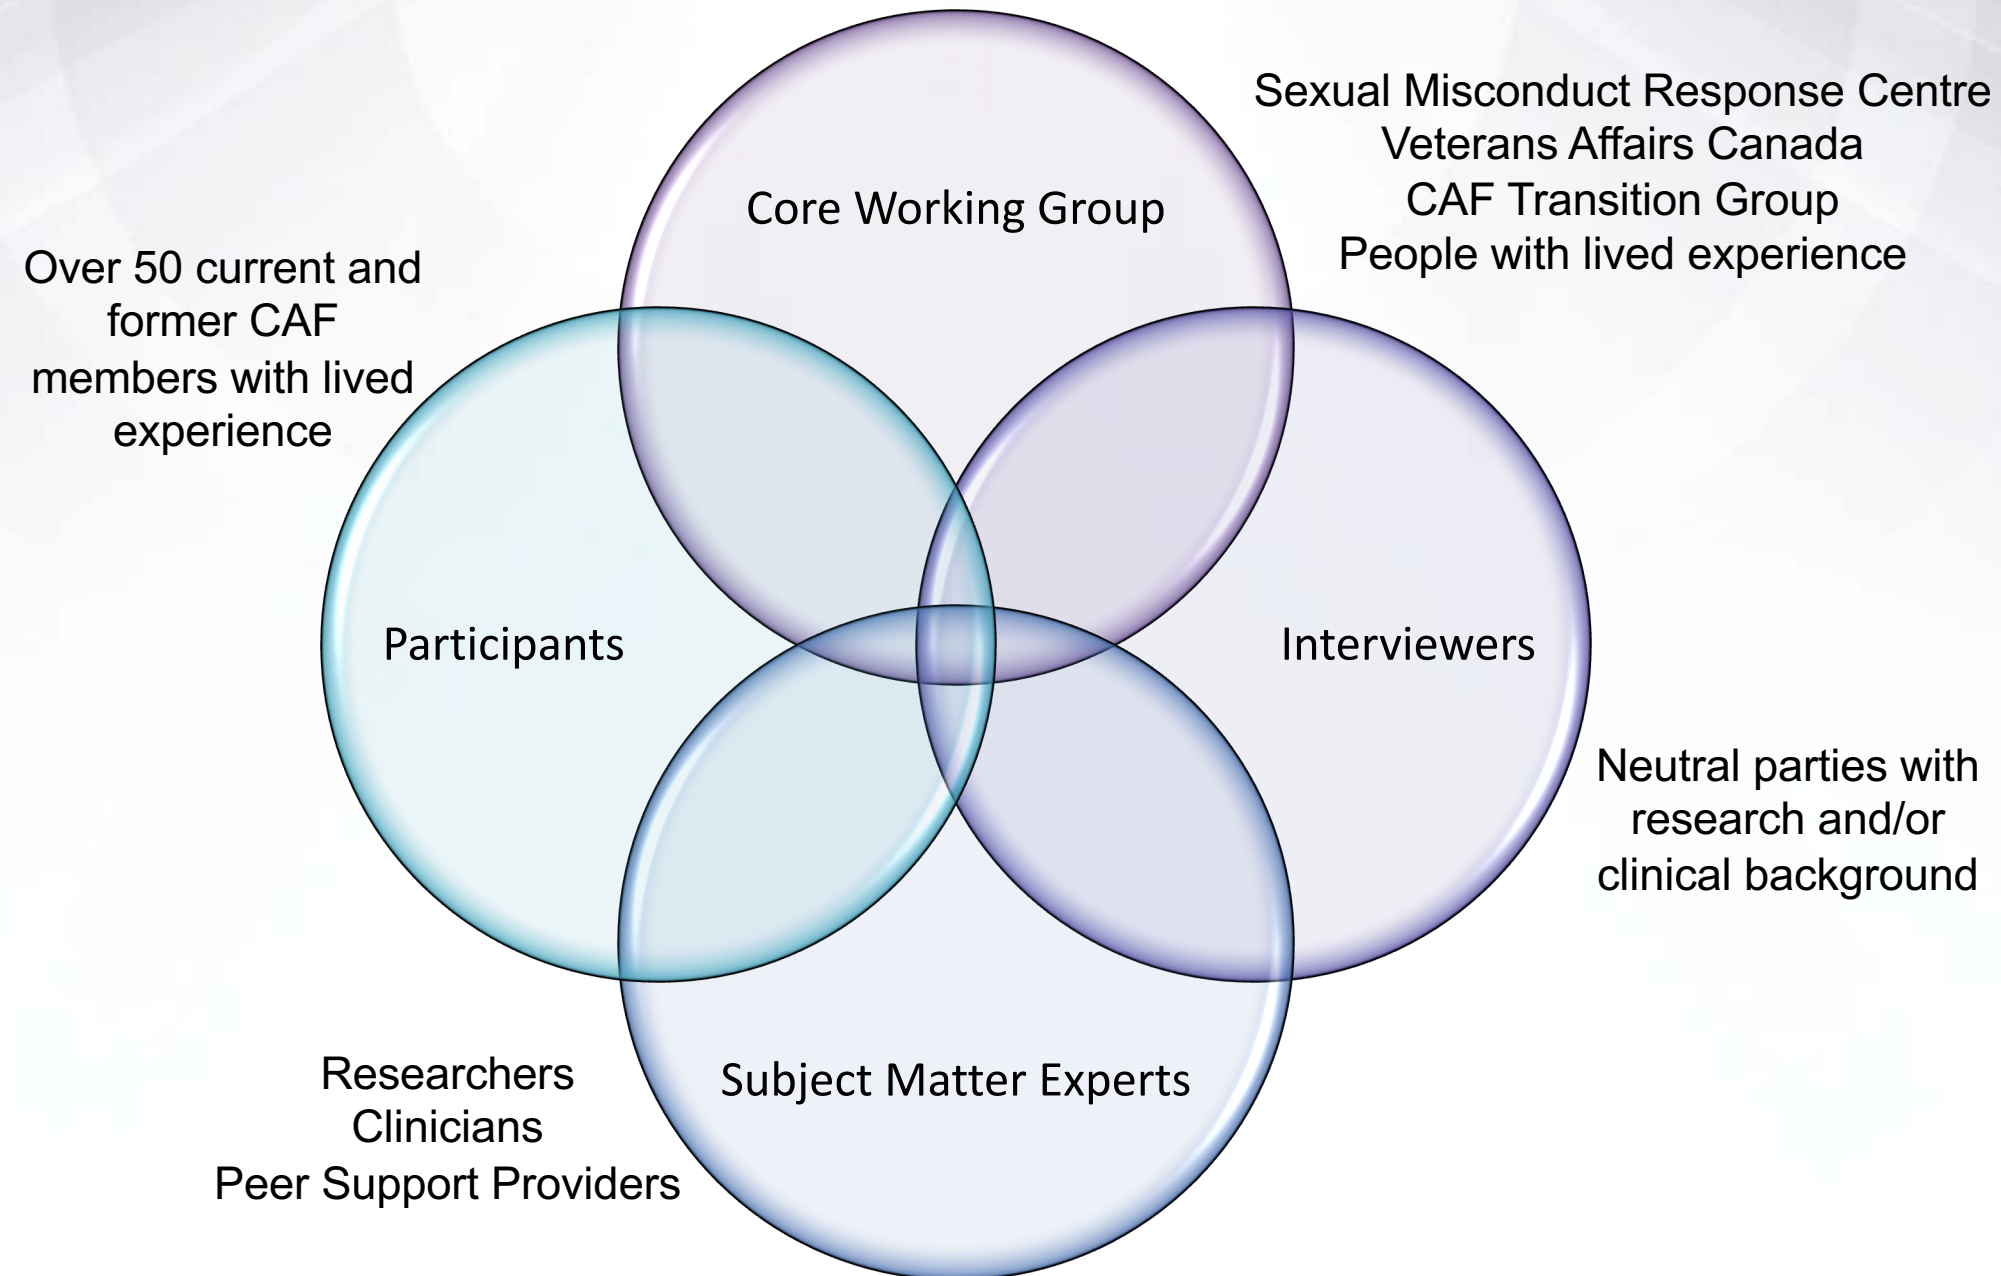 Core Working Group
Sexual Misconduct Response Centre
Veterans Affairs Canada
CAF Transition Group
People with lived experience
Over 50 current and
former CAF
members with lived
experience
Participants
Interviewers
Neutral parties with
research and/or
clinical background
Subject Matter Experts
Researchers
Clinicians
Peer Support Providers